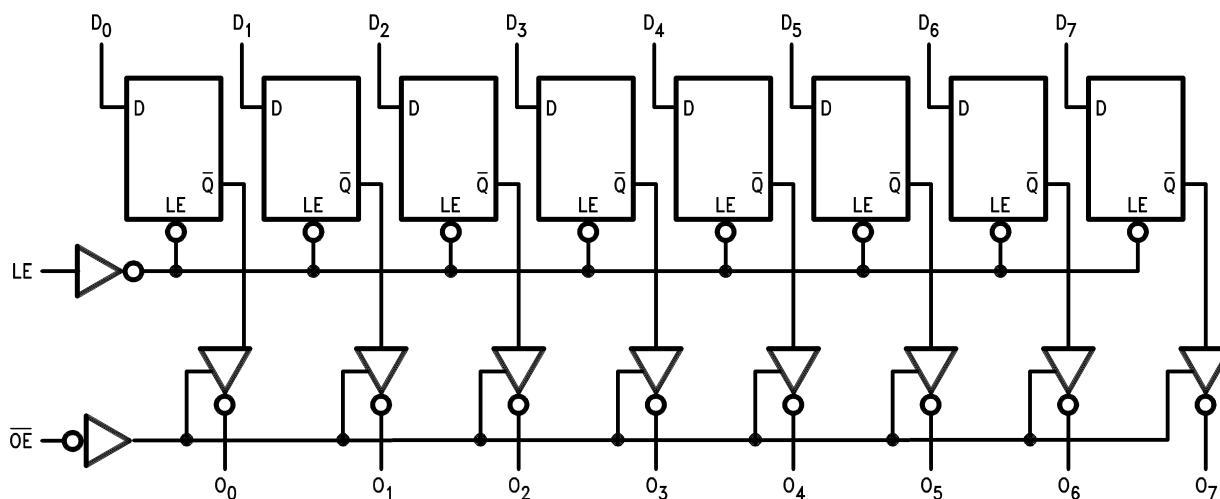 D0 D1 D2 D3 D4 D5 D6 D7
D D D D D D D D
Q̅ Q̅ Q̅ Q̅ Q̅ Q̅ Q̅ Q̅
LE LE LE LE LE LE LE LE
LE
O̅E̅
O0 O1 O2 O3 O4 O5 O6 O7